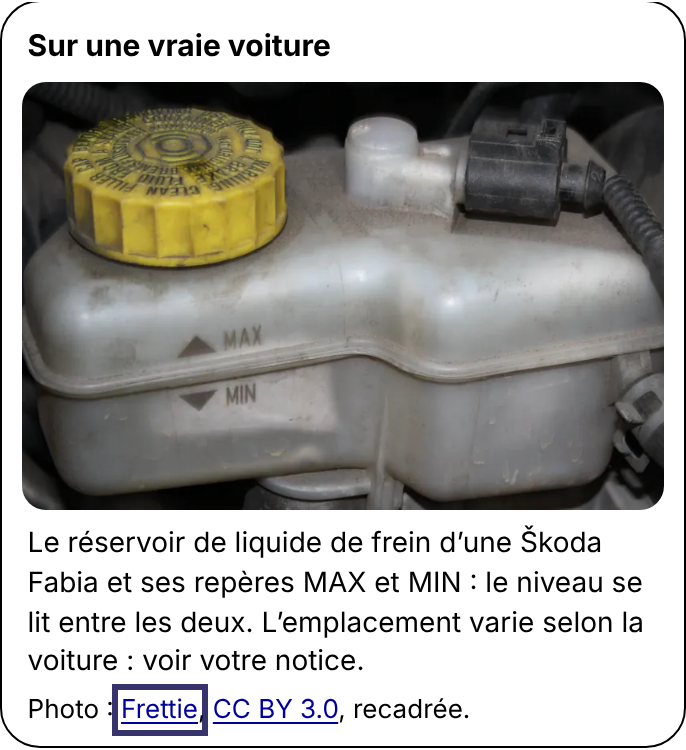 Sur une vraie voiture
MAX
MIN
Le réservoir de liquide de frein d’une Škoda
Fabia et ses repères MAX et MIN : le niveau se
lit entre les deux. L’emplacement varie selon la
voiture : voir votre notice.
Photo : Frettie, CC BY 3.0, recadrée.